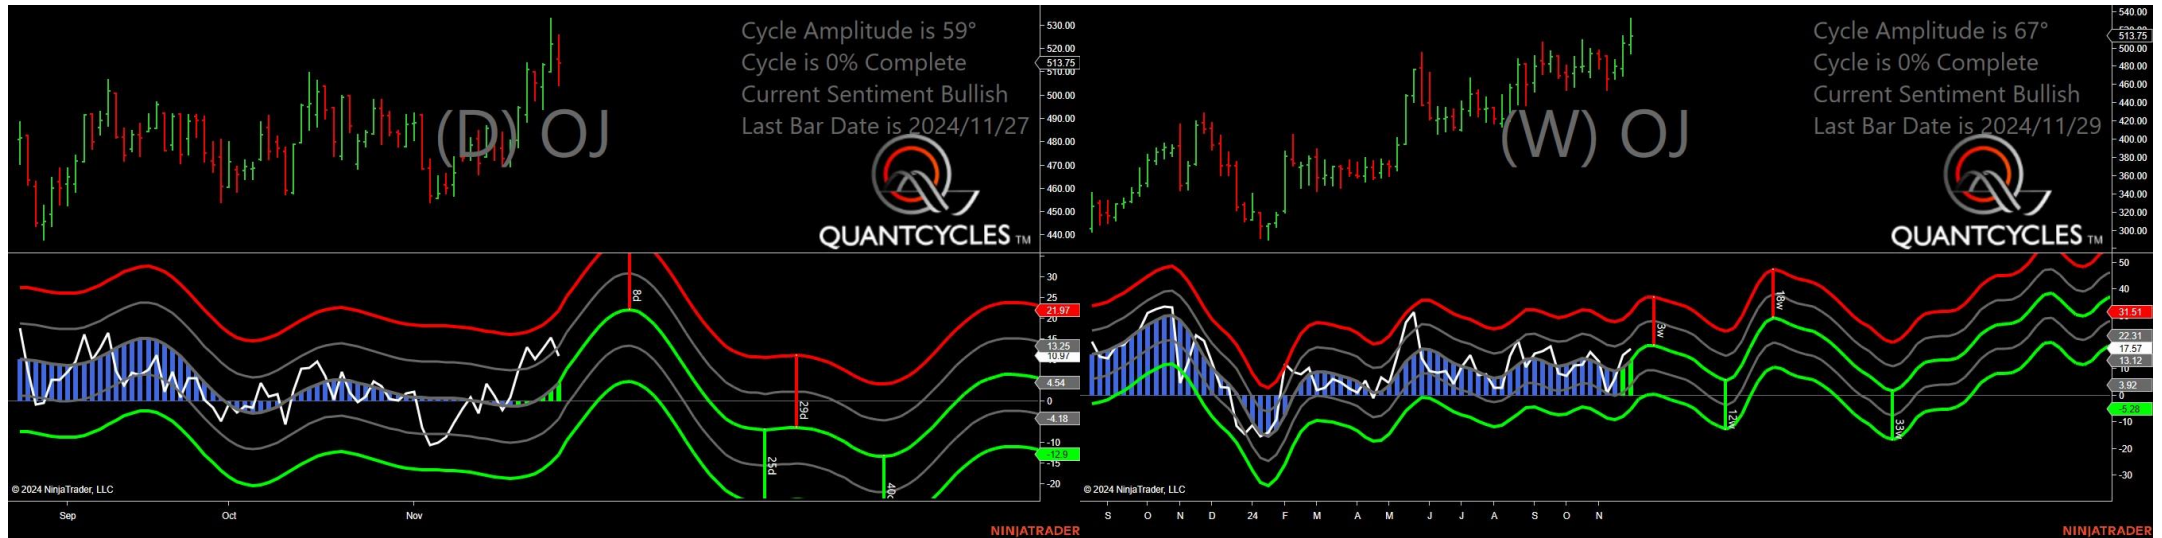 Cycle Amplitude is 59°
Cycle is 0% Complete
Current Sentiment Bullish
Last Bar Date is 2024/11/27
(D) OJ
QUANTCYCLES TM
530.00
520.00
513.75
510.00
500.00
490.00
480.00
470.00
460.00
450.00
440.00
8d
25d
29d
40d
30
25
21.97
20
13.25
10.97
4.54
0
-4.18
-10
-12.9
-15
-20
© 2024 NinjaTrader, LLC
Sep Oct Nov
NINJATRADER
Cycle Amplitude is 67°
Cycle is 0% Complete
Current Sentiment Bullish
Last Bar Date is 2024/11/29
(W) OJ
QUANTCYCLES TM
540.00
513.75
500.00
480.00
460.00
440.00
420.00
400.00
380.00
360.00
340.00
320.00
300.00
3w
12w
18w
33w
50
40
31.51
22.31
17.57
13.12
10
3.92
0
-5.28
-10
-20
-30
© 2024 NinjaTrader, LLC
S O N D 24 F M A M J J A S O N
NINJATRADER